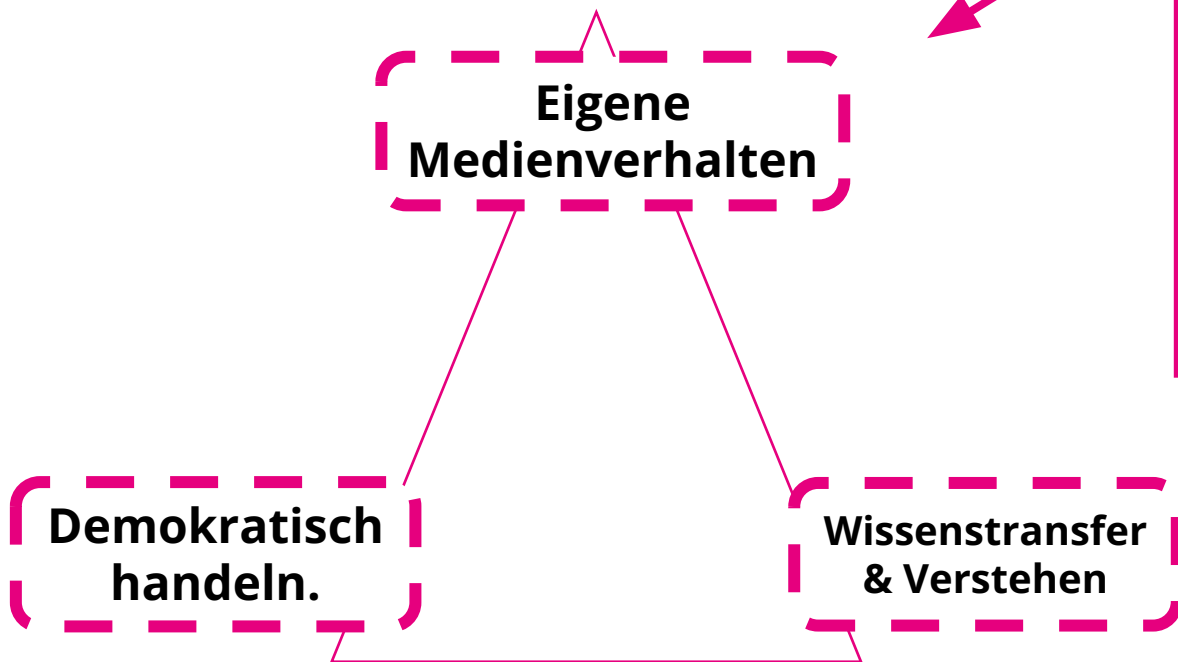 Eigene
Medienverhalten
Demokratisch
handeln.
Wissenstransfer
& Verstehen